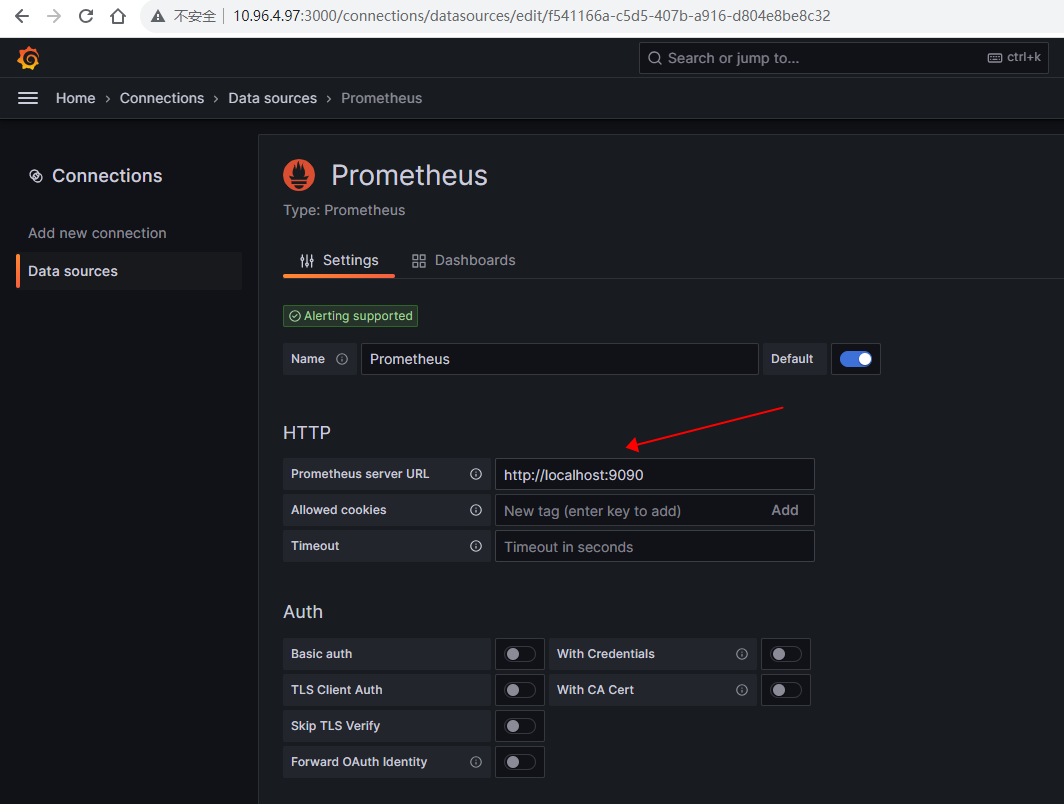 不安全 10.96.4.97:3000/connections/datasources/edit/f541166a-c5d5-407b-a916-d804e8be8c32
Search or jump to... ctrl+k
Home › Connections › Data sources › Prometheus
Connections
Add new connection
Data sources
Prometheus
Type: Prometheus
Settings Dashboards
Alerting supported
Name Prometheus Default
HTTP
Prometheus server URL http://localhost:9090
Allowed cookies New tag (enter key to add) Add
Timeout Timeout in seconds
Auth
Basic auth With Credentials
TLS Client Auth With CA Cert
Skip TLS Verify
Forward OAuth Identity